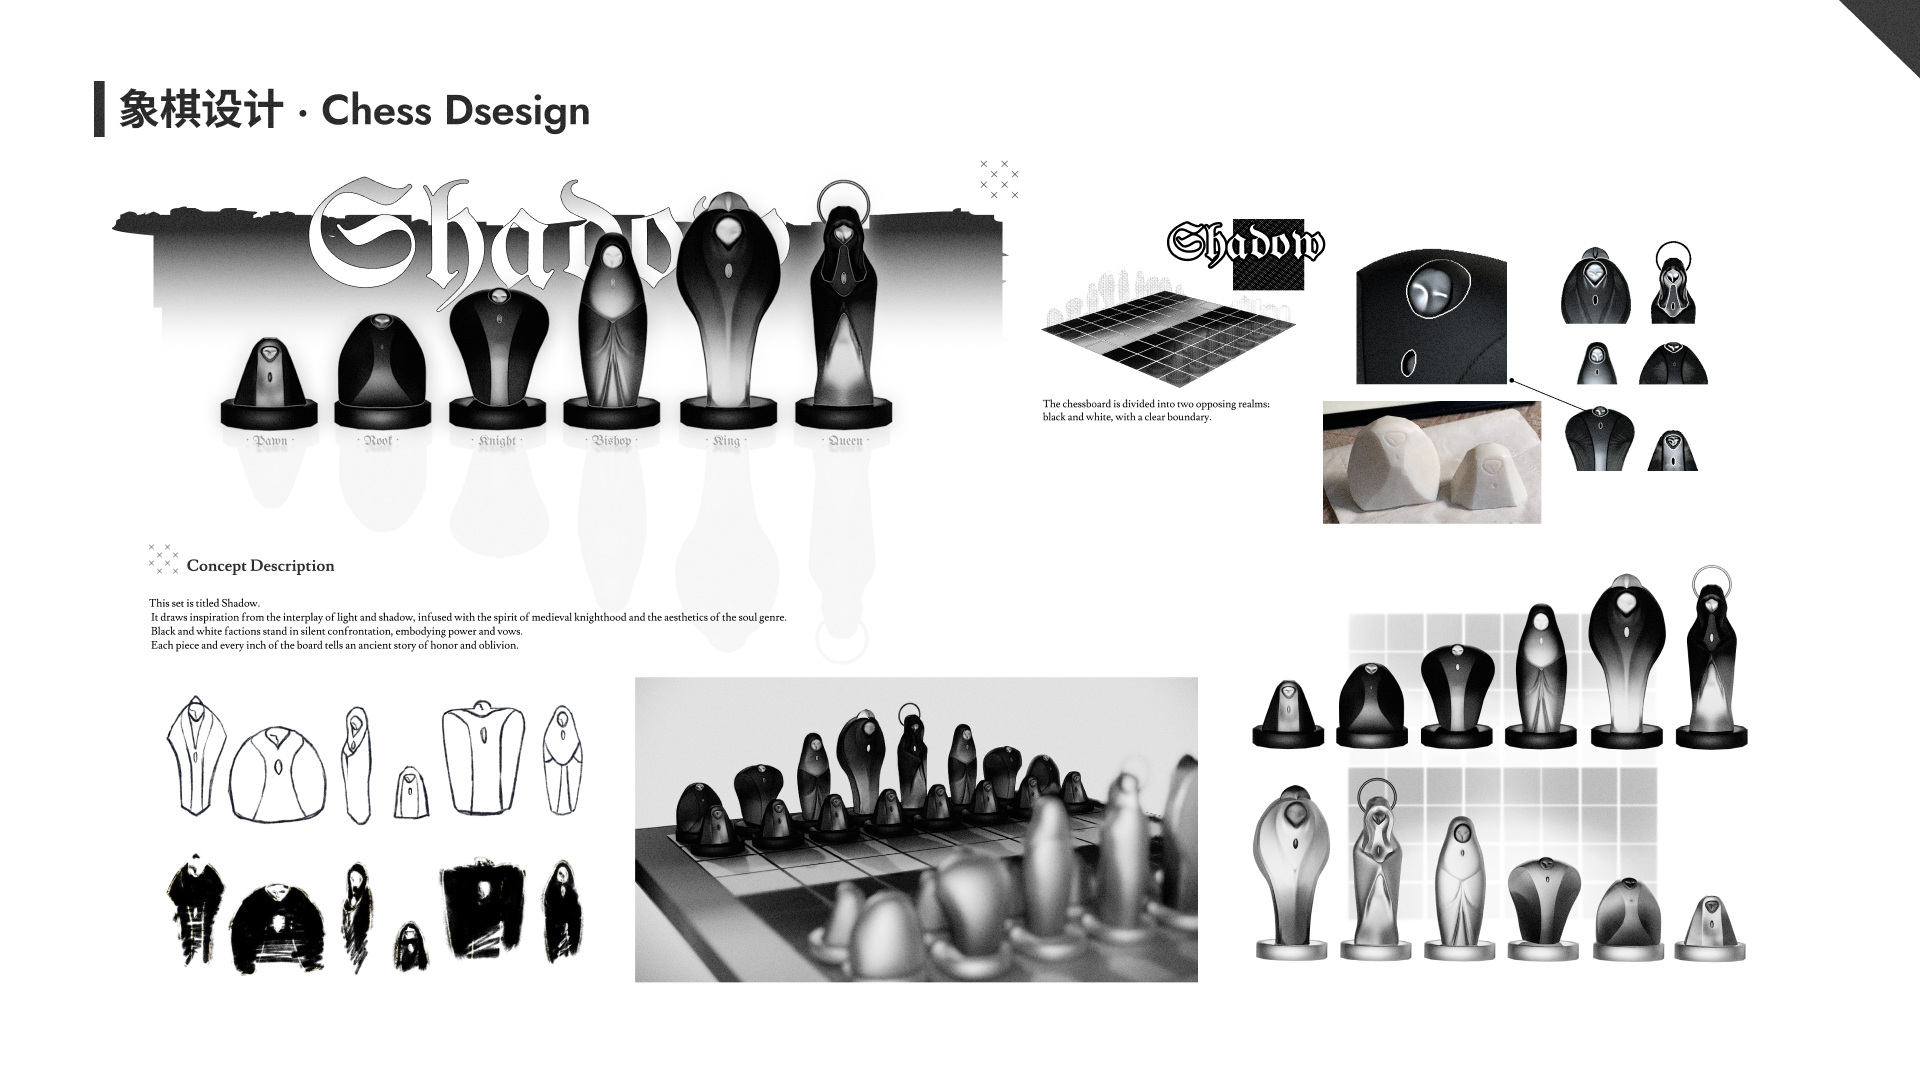 象棋设计 · Chess Dsesign
Shadow
· Pawn ·
· Rook ·
· Knight ·
· Bishop ·
· King ·
· Queen ·
Shadow
The chessboard is divided into two opposing realms:
black and white, with a clear boundary.
Concept Description
This set is titled Shadow.
It draws inspiration from the interplay of light and shadow, infused with the spirit of medieval knighthood and the aesthetics of the soul genre.
Black and white factions stand in silent confrontation, embodying power and vows.
Each piece and every inch of the board tells an ancient story of honor and oblivion.